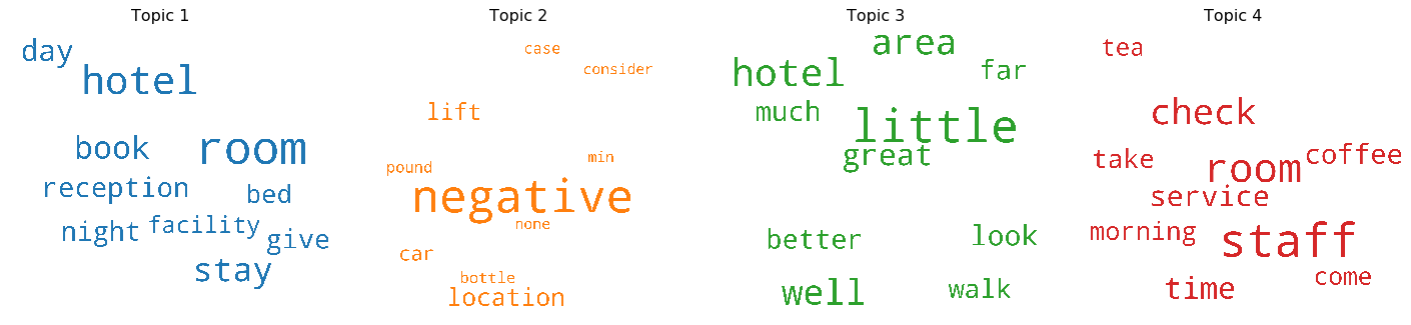 Topic 1
day
hotel
book
room
reception
bed
night
facility
give
stay
Topic 2
case
consider
lift
min
pound
negative
none
car
bottle
location
Topic 3
area
hotel
far
much
little
great
better
look
well
walk
Topic 4
tea
check
take
room
coffee
service
morning
staff
come
time